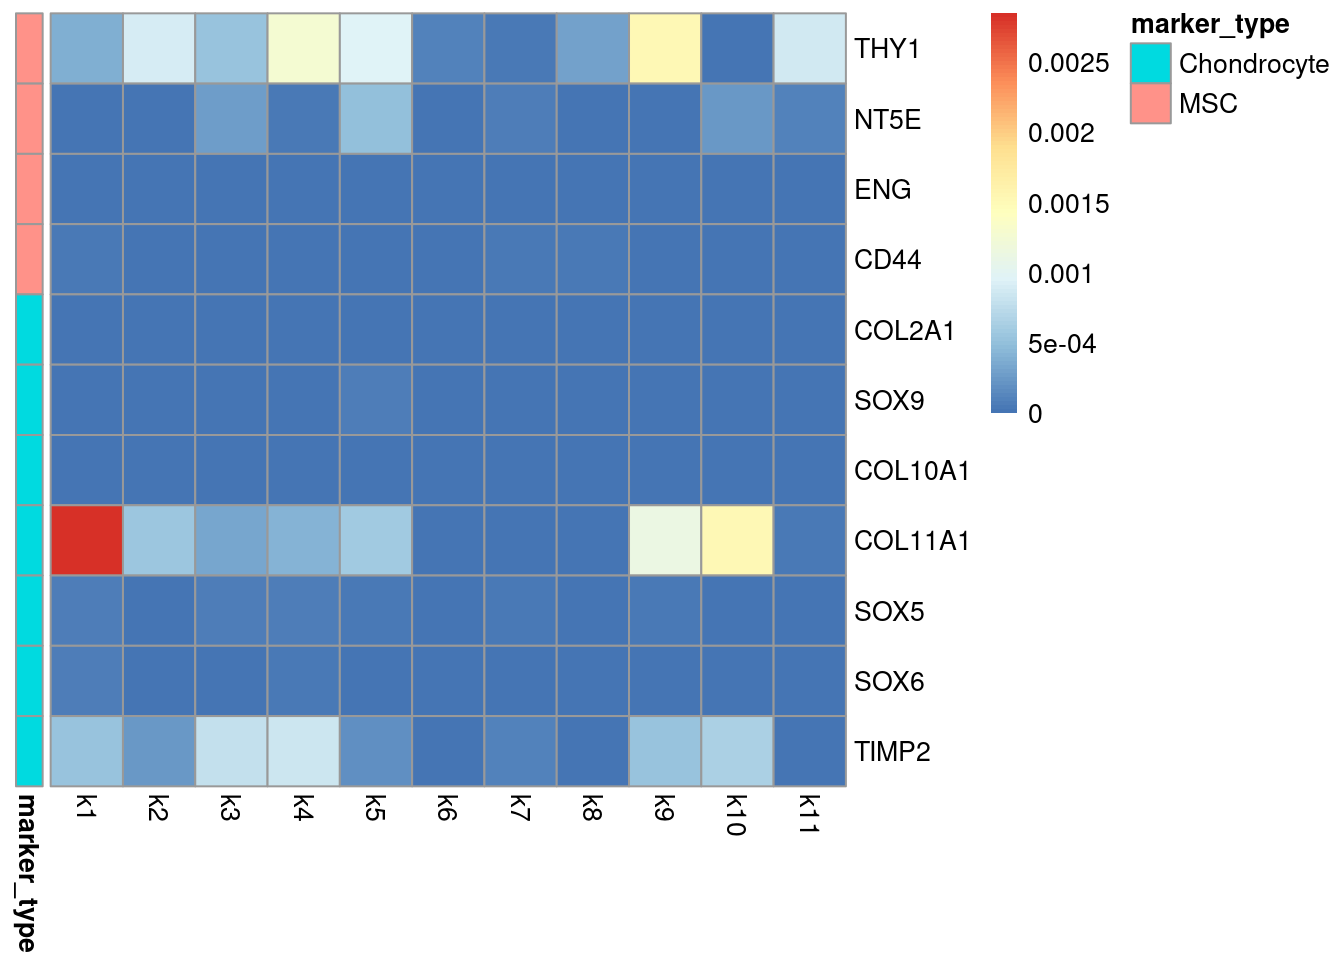 THY1
NT5E
ENG
CD44
COL2A1
SOX9
COL10A1
COL11A1
SOX5
SOX6
TIMP2
k1
k2
k3
k4
k5
k6
k7
k8
k9
k10
k11
marker_type
0.0025
0.002
0.0015
0.001
5e-04
0
marker_type
Chondrocyte
MSC